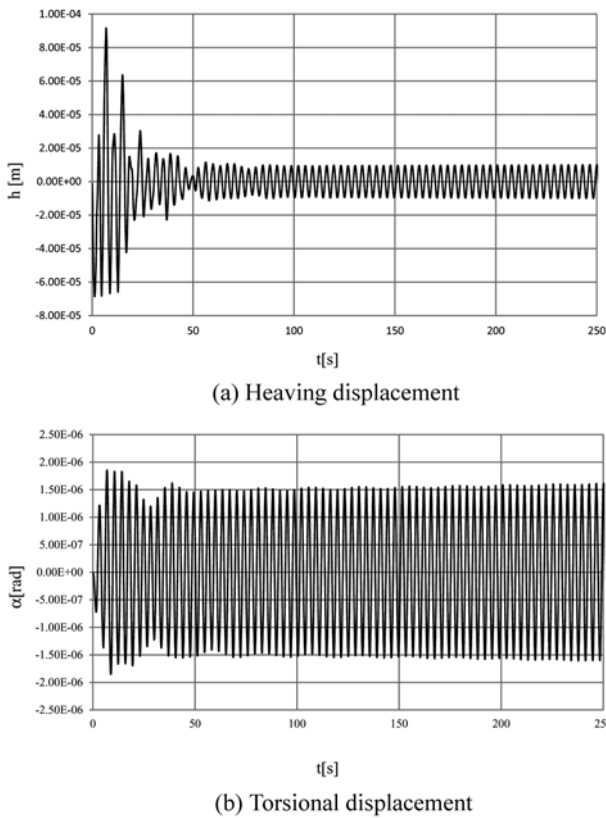 1.00E-04
8.00E-05
6.00E-05
4.00E-05
2.00E-05
0.00E+00
-2.00E-05
-4.00E-05
-6.00E-05
-8.00E-05
h [m]
0 50 100 150 200 250
t[s]
(a) Heaving displacement
2.50E-06
2.00E-06
1.50E-06
1.00E-06
5.00E-07
0.00E+00
-5.00E-07
-1.00E-06
-1.50E-06
-2.00E-06
-2.50E-06
α[rad]
0 50 100 150 200 25
t[s]
(b) Torsional displacement